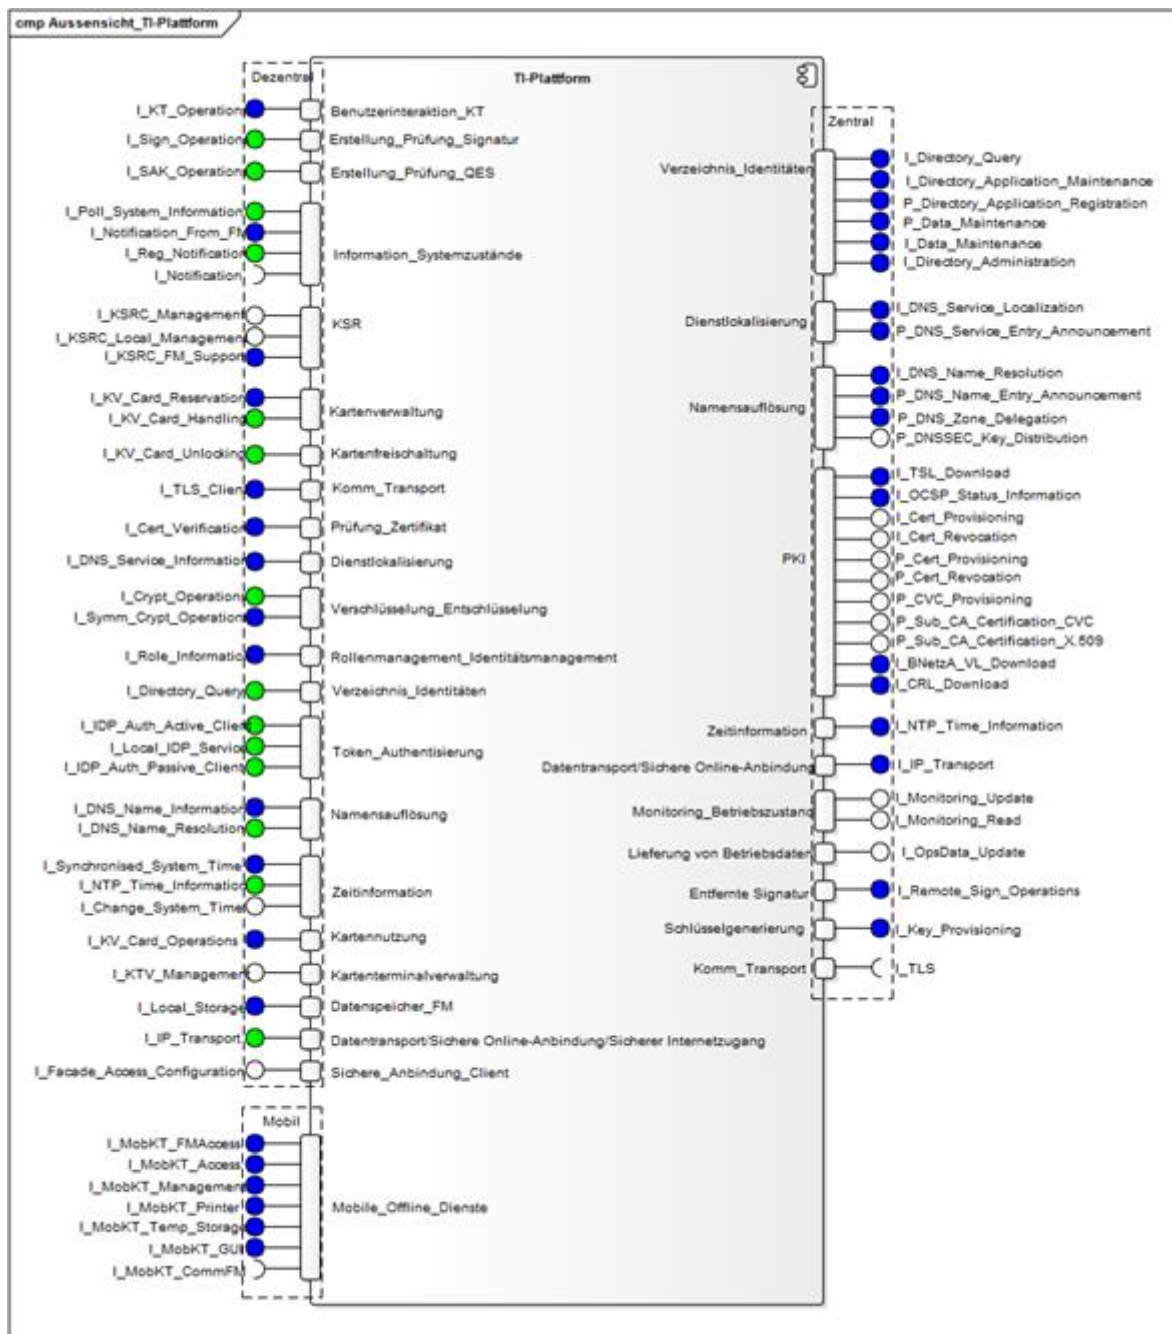 cmp Aussensicht_TI-Plattform
TI-Plattform
Dezentral
I_KT_Operation
Benutzerinteraktion_KT
I_Sign_Operation
Erstellung_Prüfung_Signatur
I_SAK_Operation
Erstellung_Prüfung_QES
I_Poll_System_Information
I_Notification_From_FM
I_Reg_Notification
I_Notification
Information_Systemzustände
I_KSRC_Management
I_KSRC_Local_Management
I_KSRC_FM_Support
KSR
I_KV_Card_Reservation
I_KV_Card_Handling
Kartenverwaltung
I_KV_Card_Unlocking
Kartenfreischaltung
I_TLS_Client
Komm_Transport
I_Cert_Verification
Prüfung_Zertifikat
I_DNS_Service_Information
Dienstlokalisierung
I_Crypt_Operations
I_Symm_Crypt_Operations
Verschlüsselung_Entschlüsselung
I_Role_Informatio
Rollenmanagement_Identitätsmanagement
I_Directory_Query
Verzeichnis_Identitäten
I_IDP_Auth_Active_Client
I_Local_IDP_Service
I_IDP_Auth_Passive_Client
Token_Authentisierung
I_DNS_Name_Information
I_DNS_Name_Resolution
Namensauflösung
I_Synchronised_System_Time
I_NTP_Time_Information
I_Change_System_Time
Zeitinformation
I_KV_Card_Operations
Kartennutzung
I_KTV_Management
Kartenterminalverwaltung
I_Local_Storage
Datenspeicher_FM
I_IP_Transport
Datentransport/Sichere Online-Anbindung/Sicherer Internetzugang
I_Facade_Access_Configuration
Sichere_Anbindung_Client
Mobil
I_MobKT_FMAccess
I_MobKT_Access
I_MobKT_Management
I_MobKT_Printer
I_MobKT_Temp_Storage
I_MobKT_GUI
I_MobKT_CommFM
Mobile_Offline_Dienste
Zentral
Verzeichnis_Identitäten
I_Directory_Query
I_Directory_Application_Maintenance
P_Directory_Application_Registration
P_Data_Maintenance
I_Data_Maintenance
I_Directory_Administration
Dienstlokalisierung
I_DNS_Service_Localization
P_DNS_Service_Entry_Announcement
Namensauflösung
I_DNS_Name_Resolution
P_DNS_Name_Entry_Announcement
P_DNS_Zone_Delegation
P_DNSSEC_Key_Distribution
PKI
I_TSL_Download
I_OCSP_Status_Information
I_Cert_Provisioning
I_Cert_Revocation
P_Cert_Provisioning
P_Cert_Revocation
P_CVC_Provisioning
P_Sub_CA_Certification_CVC
P_Sub_CA_Certification_X.509
I_BNetzA_VL_Download
I_CRL_Download
Zeitinformation
I_NTP_Time_Information
Datentransport/Sichere Online-Anbindung
I_IP_Transport
Monitoring_Betriebszustand
I_Monitoring_Update
I_Monitoring_Read
Lieferung von Betriebsdaten
I_OpsData_Update
Entfernte Signatur
I_Remote_Sign_Operations
Schlüsselgenerierung
I_Key_Provisioning
Komm_Transport
I_TLS